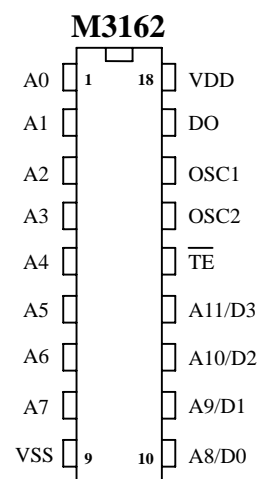 M3162
A0 1 18 VDD
A1 DO
A2 OSC1
A3 OSC2
A4 T̅E̅
A5 A11/D3
A6 A10/D2
A7 A9/D1
VSS 9 10 A8/D0